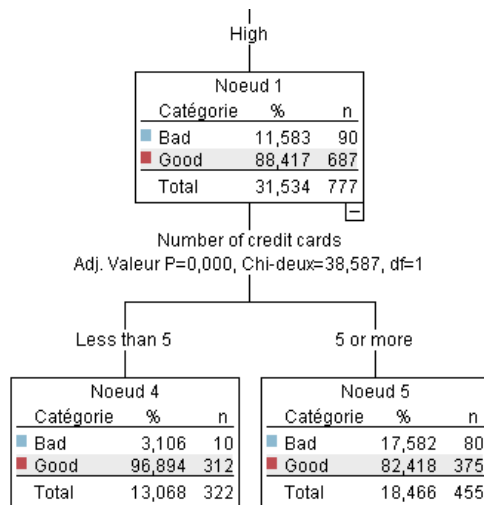 High
Noeud 1
Catégorie % n
Bad 11,583 90
Good 88,417 687
Total 31,534 777
Number of credit cards
Adj. Valeur P=0,000, Chi-deux=38,587, df=1
Less than 5 5 or more
Noeud 4
Catégorie % n
Bad 3,106 10
Good 96,894 312
Total 13,068 322
Noeud 5
Catégorie % n
Bad 17,582 80
Good 82,418 375
Total 18,466 455